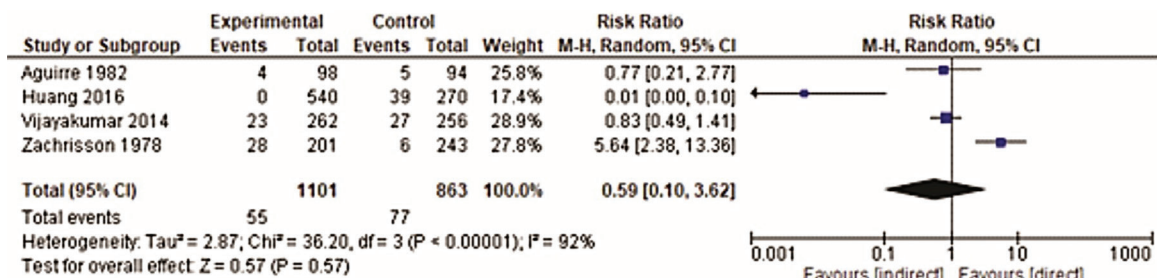 Experimental Control Risk Ratio Risk Ratio
Study or Subgroup Events Total Events Total Weight M-H, Random, 95% CI M-H, Random, 95% CI
Aguirre 1982 4 98 5 94 25.8% 0.77 [0.21, 2.77]
Huang 2016 0 540 39 270 17.4% 0.01 [0.00, 0.10]
Vijayakumar 2014 23 262 27 256 28.9% 0.83 [0.49, 1.41]
Zachrisson 1978 28 201 6 243 27.8% 5.64 [2.38, 13.36]
Total (95% CI) 1101 863 100.0% 0.59 [0.10, 3.62]
Total events 55 77
Heterogeneity: Tau² = 2.87; Chi² = 36.20, df = 3 (P < 0.00001); I² = 92%
Test for overall effect: Z = 0.57 (P = 0.57)
0.001 0.1 1 10 1000
Favours [indirect] Favours [direct]